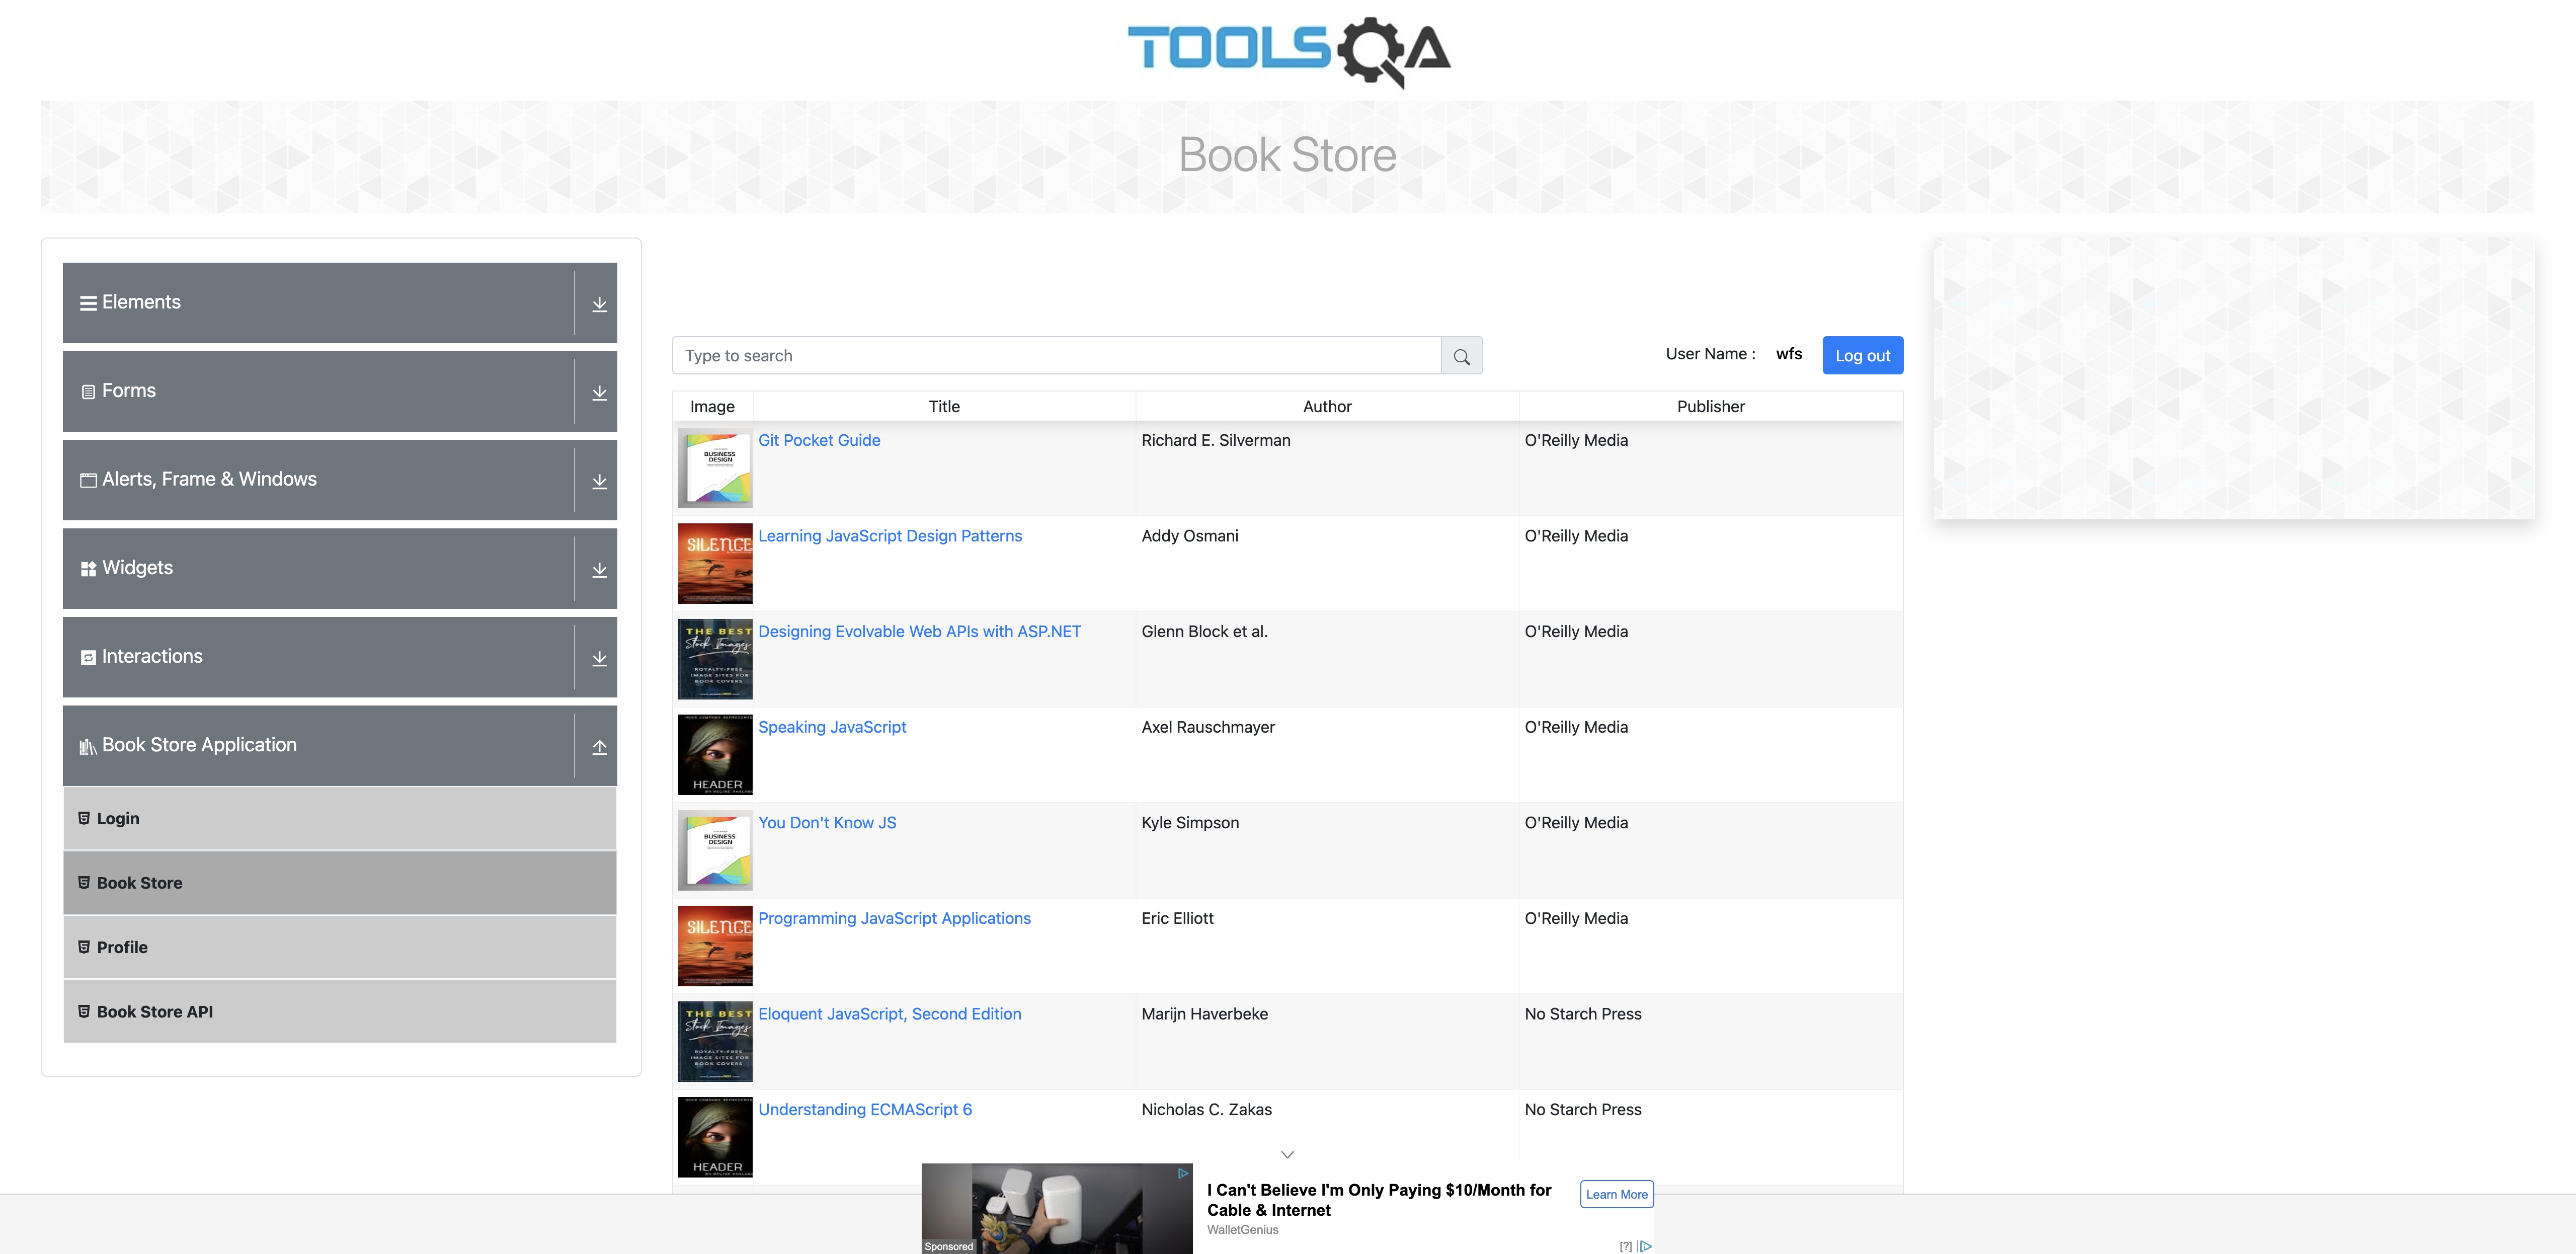 TOOLSQA
Book Store
Elements
Forms
Alerts, Frame & Windows
Widgets
Interactions
Book Store Application
Login
Book Store
Profile
Book Store API
Type to search
User Name :
wfs
Log out
Image
Title
Author
Publisher
BUSINESS
DESIGN
Git Pocket Guide
Richard E. Silverman
O'Reilly Media
SILENCE
Learning JavaScript Design Patterns
Addy Osmani
O'Reilly Media
THE BEST
Stock Images
ROYALTY-FREE
IMAGE SITES FOR
BOOK COVERS
Designing Evolvable Web APIs with ASP.NET
Glenn Block et al.
O'Reilly Media
HEADER
Speaking JavaScript
Axel Rauschmayer
O'Reilly Media
BUSINESS
DESIGN
You Don't Know JS
Kyle Simpson
O'Reilly Media
SILENCE
Programming JavaScript Applications
Eric Elliott
O'Reilly Media
THE BEST
Stock Images
ROYALTY-FREE
IMAGE SITES FOR
BOOK COVERS
Eloquent JavaScript, Second Edition
Marijn Haverbeke
No Starch Press
HEADER
Understanding ECMAScript 6
Nicholas C. Zakas
No Starch Press
Sponsored
I Can't Believe I'm Only Paying $10/Month for
Cable & Internet
WalletGenius
Learn More
[?]